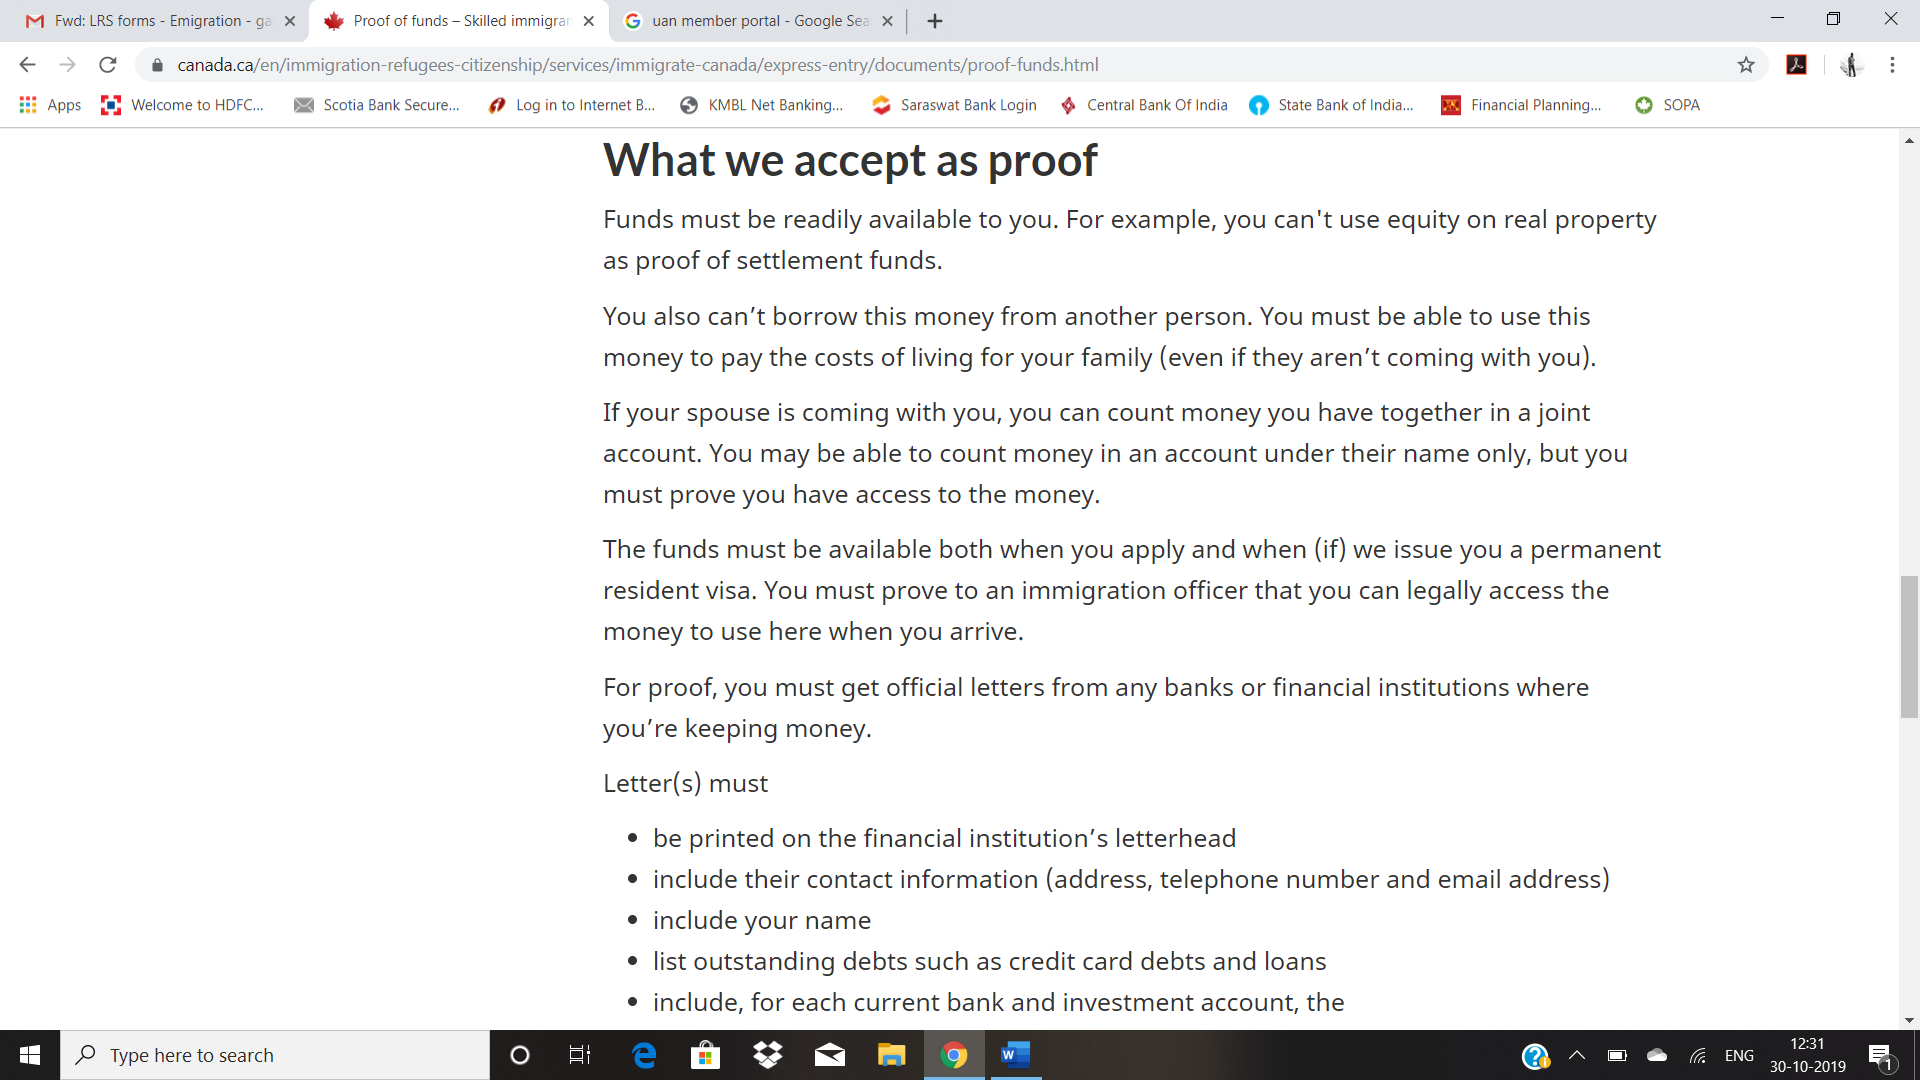 Fwd: LRS forms - Emigration - ga
Proof of funds – Skilled immigran
uan member portal - Google Sea
canada.ca/en/immigration-refugees-citizenship/services/immigrate-canada/express-entry/documents/proof-funds.html
Apps
Welcome to HDFC...
Scotia Bank Secure...
Log in to Internet B...
KMBL Net Banking...
Saraswat Bank Login
Central Bank Of India
State Bank of India...
Financial Planning...
SOPA
What we accept as proof
Funds must be readily available to you. For example, you can't use equity on real property
as proof of settlement funds.
You also can’t borrow this money from another person. You must be able to use this
money to pay the costs of living for your family (even if they aren’t coming with you).
If your spouse is coming with you, you can count money you have together in a joint
account. You may be able to count money in an account under their name only, but you
must prove you have access to the money.
The funds must be available both when you apply and when (if) we issue you a permanent
resident visa. You must prove to an immigration officer that you can legally access the
money to use here when you arrive.
For proof, you must get official letters from any banks or financial institutions where
you’re keeping money.
Letter(s) must
• be printed on the financial institution’s letterhead
• include their contact information (address, telephone number and email address)
• include your name
• list outstanding debts such as credit card debts and loans
• include, for each current bank and investment account, the
Type here to search
ENG
12:31
30-10-2019
1